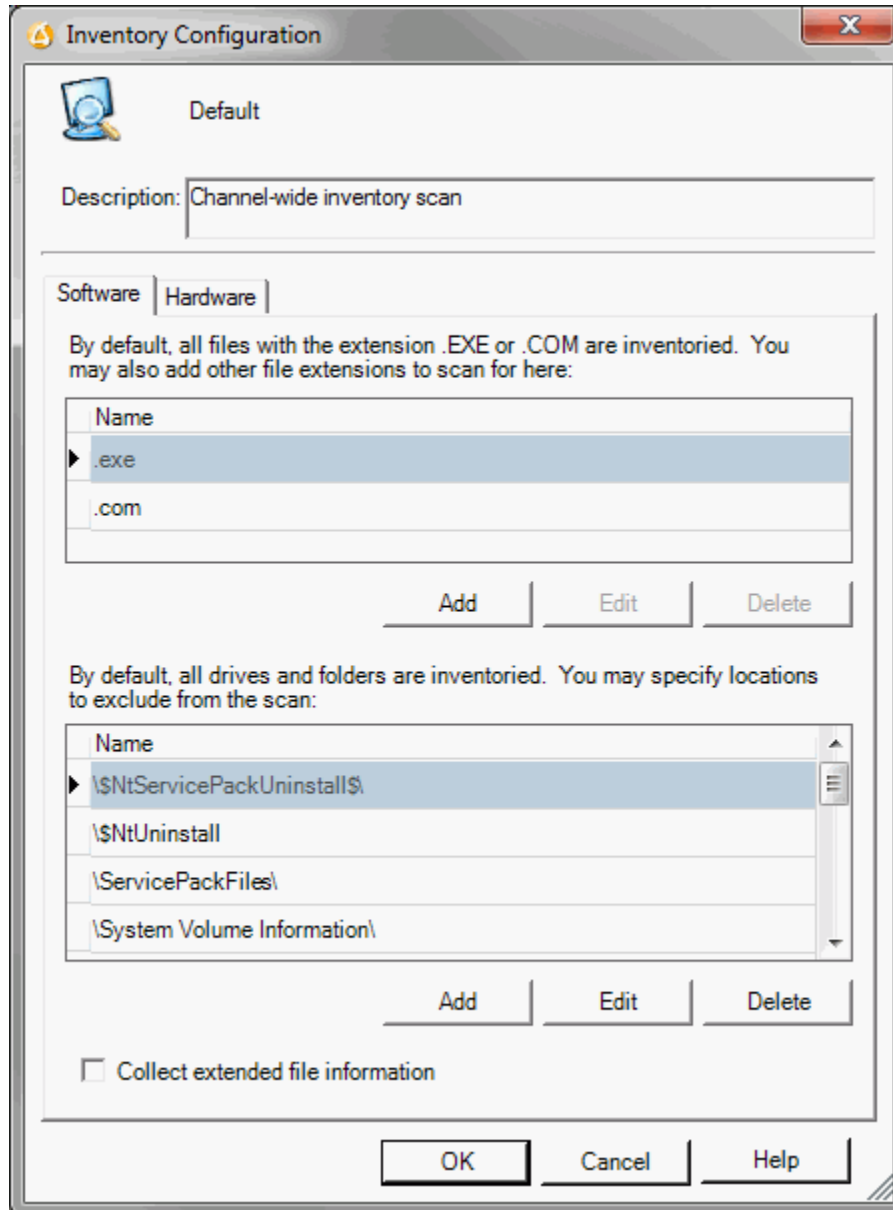 Inventory Configuration
Default
Description: Channel-wide inventory scan
Software Hardware
By default, all files with the extension .EXE or .COM are inventoried. You
may also add other file extensions to scan for here:
Name
.exe
.com
Add Edit Delete
By default, all drives and folders are inventoried. You may specify locations
to exclude from the scan:
Name
\$NtServicePackUninstall$\
\$NtUninstall
\ServicePackFiles\
\System Volume Information\
Add Edit Delete
Collect extended file information
OK Cancel Help